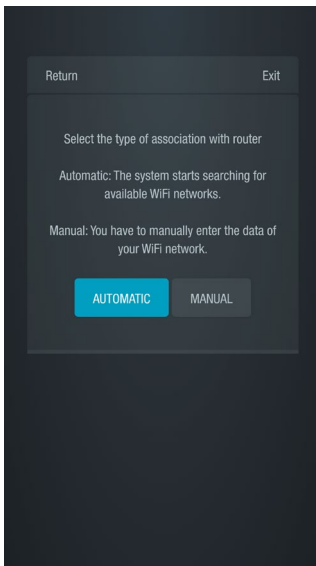 Return Exit
Select the type of association with router
Automatic: The system starts searching for
available WiFi networks.
Manual: You have to manually enter the data of
your WiFi network.
AUTOMATIC MANUAL